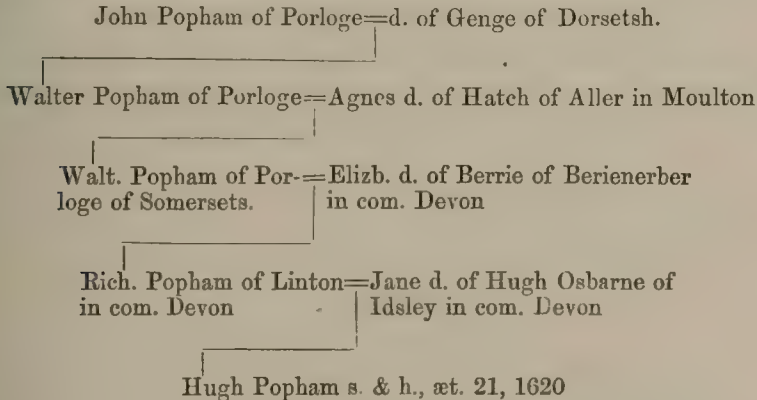 John Popham of Porloge=d. of Genge of Dorsetsh.
Walter Popham of Porloge=Agnes d. of Hatch of Aller in Moulton
Walt. Popham of Por-=Elizb. d. of Berrie of Berienerber
loge of Somersets. in com. Devon
Rich. Popham of Linton=Jane d. of Hugh Osbarne of
in com. Devon Idsley in com. Devon
Hugh Popham s. & h., æt. 21, 1620